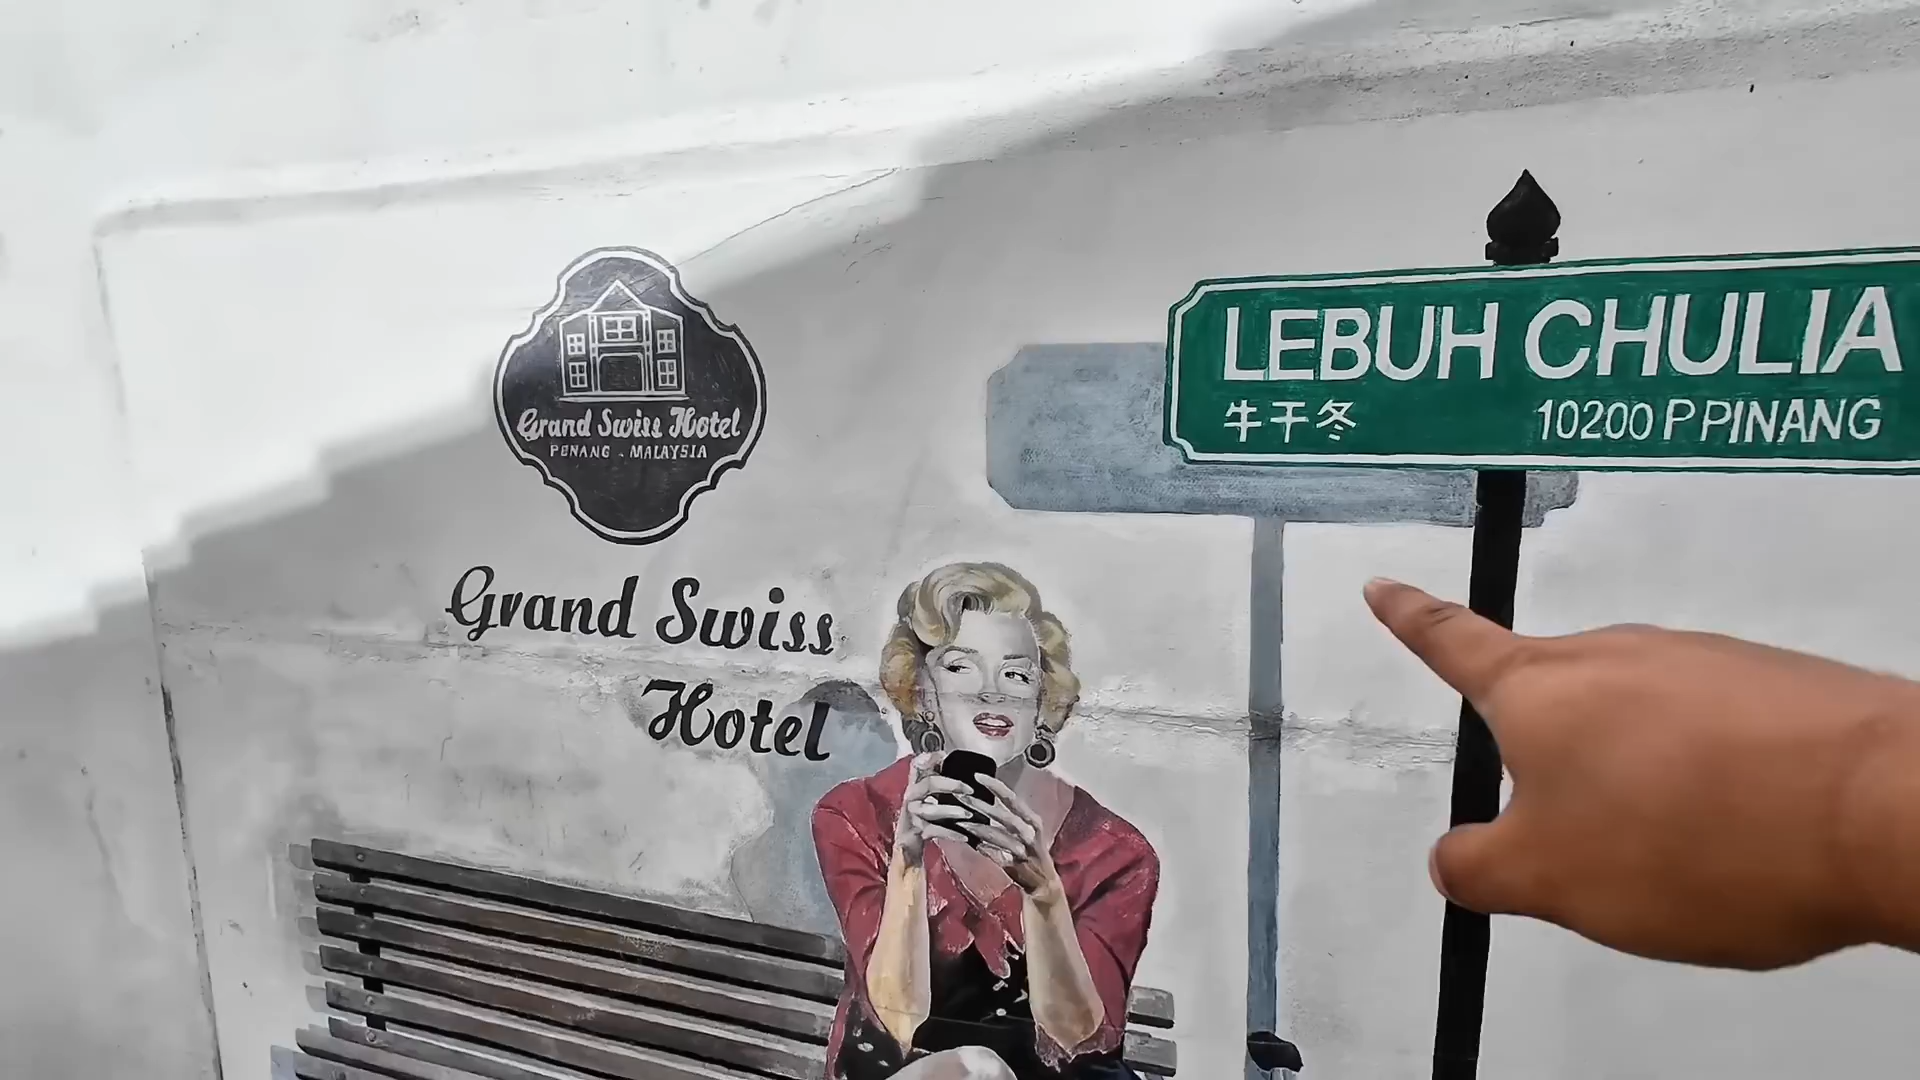 Grand Swiss Hotel
PENANG - MALAYSIA
Grand Swiss
Hotel
LEBUH CHULIA
牛干冬
10200 P PINANG